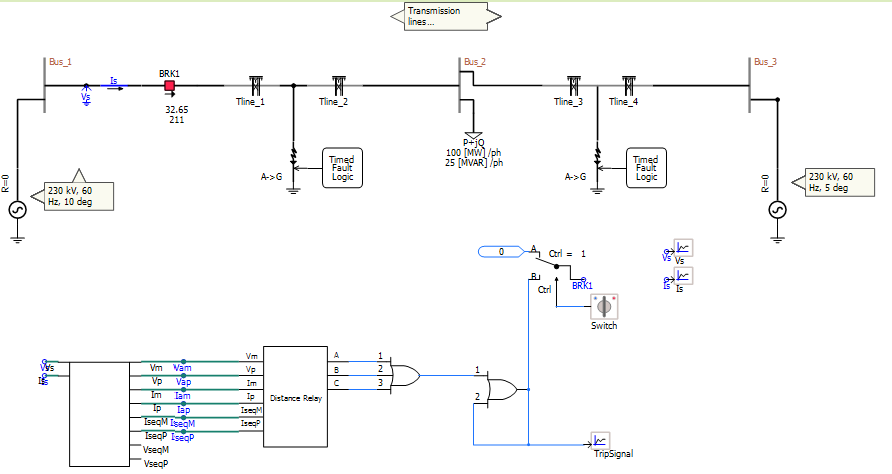 Transmission
lines...
Bus_1
Is
Vs
BRK1
32.65
211
Tline_1
Tline_2
Bus_2
Tline_3
Tline_4
Bus_3
A->G
Timed
Fault
Logic
P+jQ
100 [MW] /ph
25 [MVAR] /ph
A->G
Timed
Fault
Logic
R=0
230 kV, 60
Hz, 10 deg
R=0
230 kV, 60
Hz, 5 deg
0
A
Ctrl = 1
B
Ctrl
BRK1
Switch
Vs
Vs
Is
Is
Vs
Is
Vm
Vam
Vm
Vp
Vap
Vp
Im
Iam
Im
Ip
Iap
Ip
IseqM
IseqM
IseqM
IseqP
IseqP
IseqP
VseqM
VseqP
Distance Relay
A
B
C
1
2
3
1
2
TripSignal